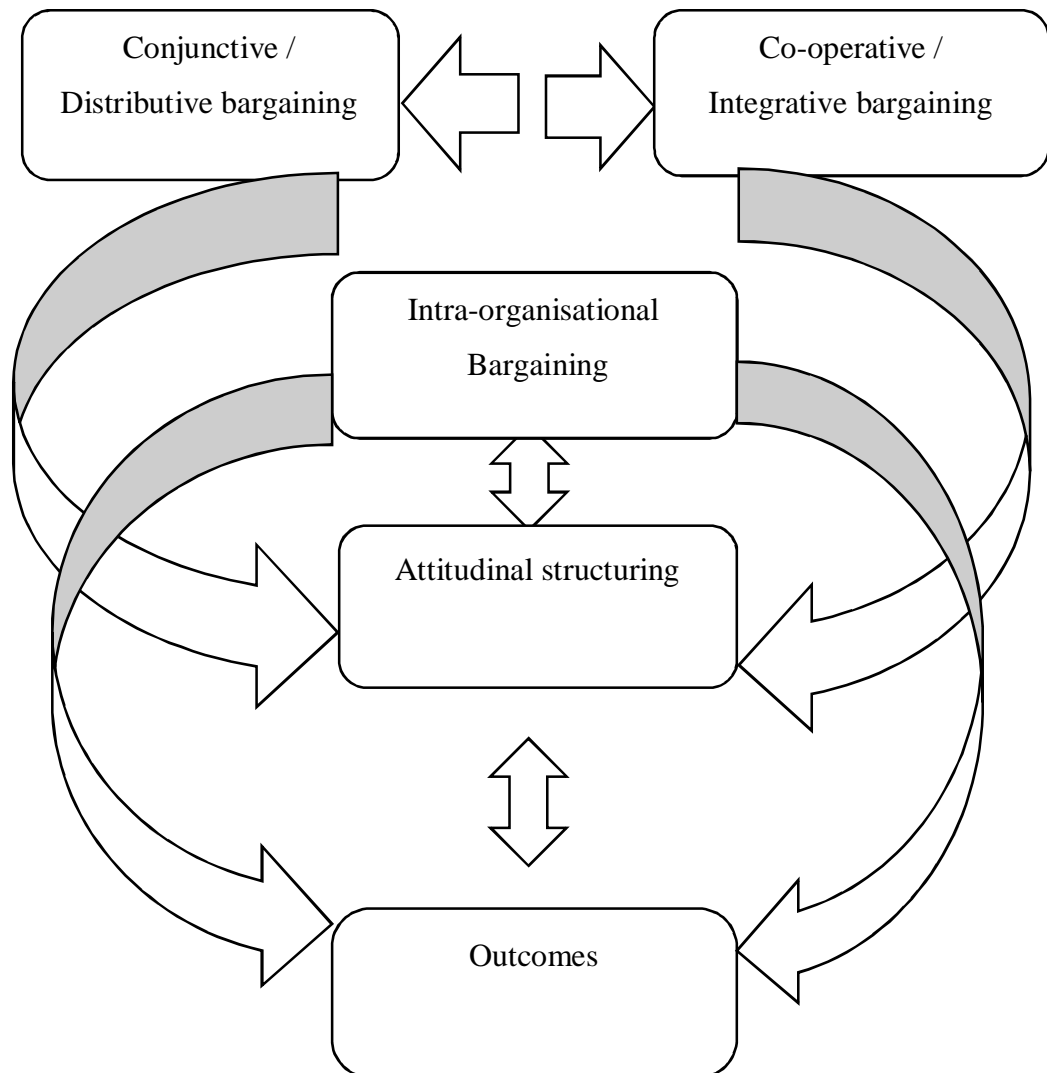 Conjunctive /
Distributive bargaining
Co-operative /
Integrative bargaining
Intra-organisational
Bargaining
Attitudinal structuring
Outcomes